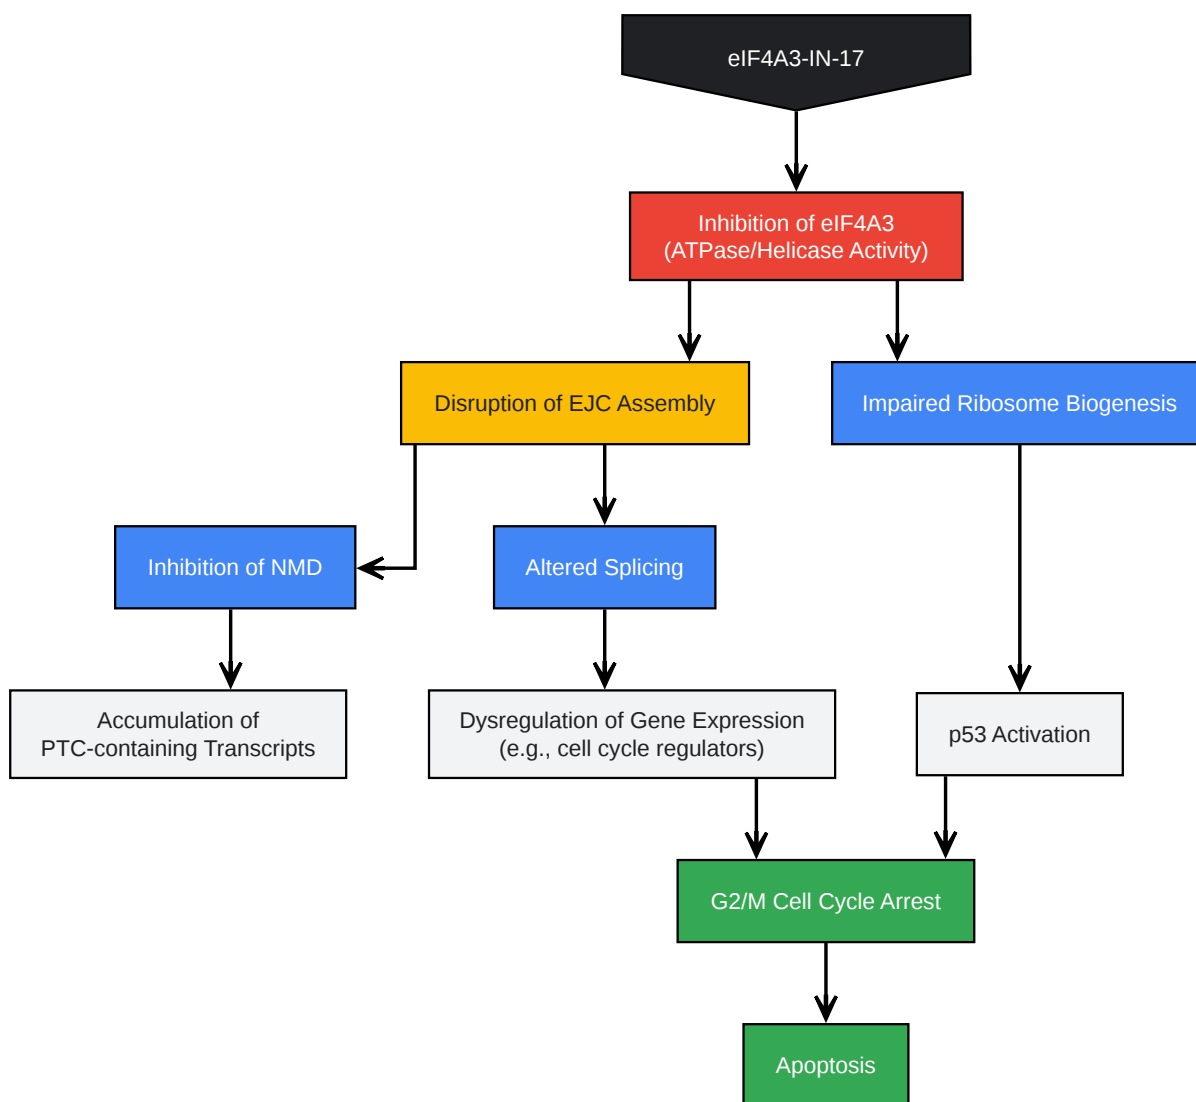 eIF4A3-IN-17
Inhibition of eIF4A3
(ATPase/Helicase Activity)
Disruption of EJC Assembly
Impaired Ribosome Biogenesis
Inhibition of NMD
Altered Splicing
Accumulation of
PTC-containing Transcripts
Dysregulation of Gene Expression
(e.g., cell cycle regulators)
p53 Activation
G2/M Cell Cycle Arrest
Apoptosis